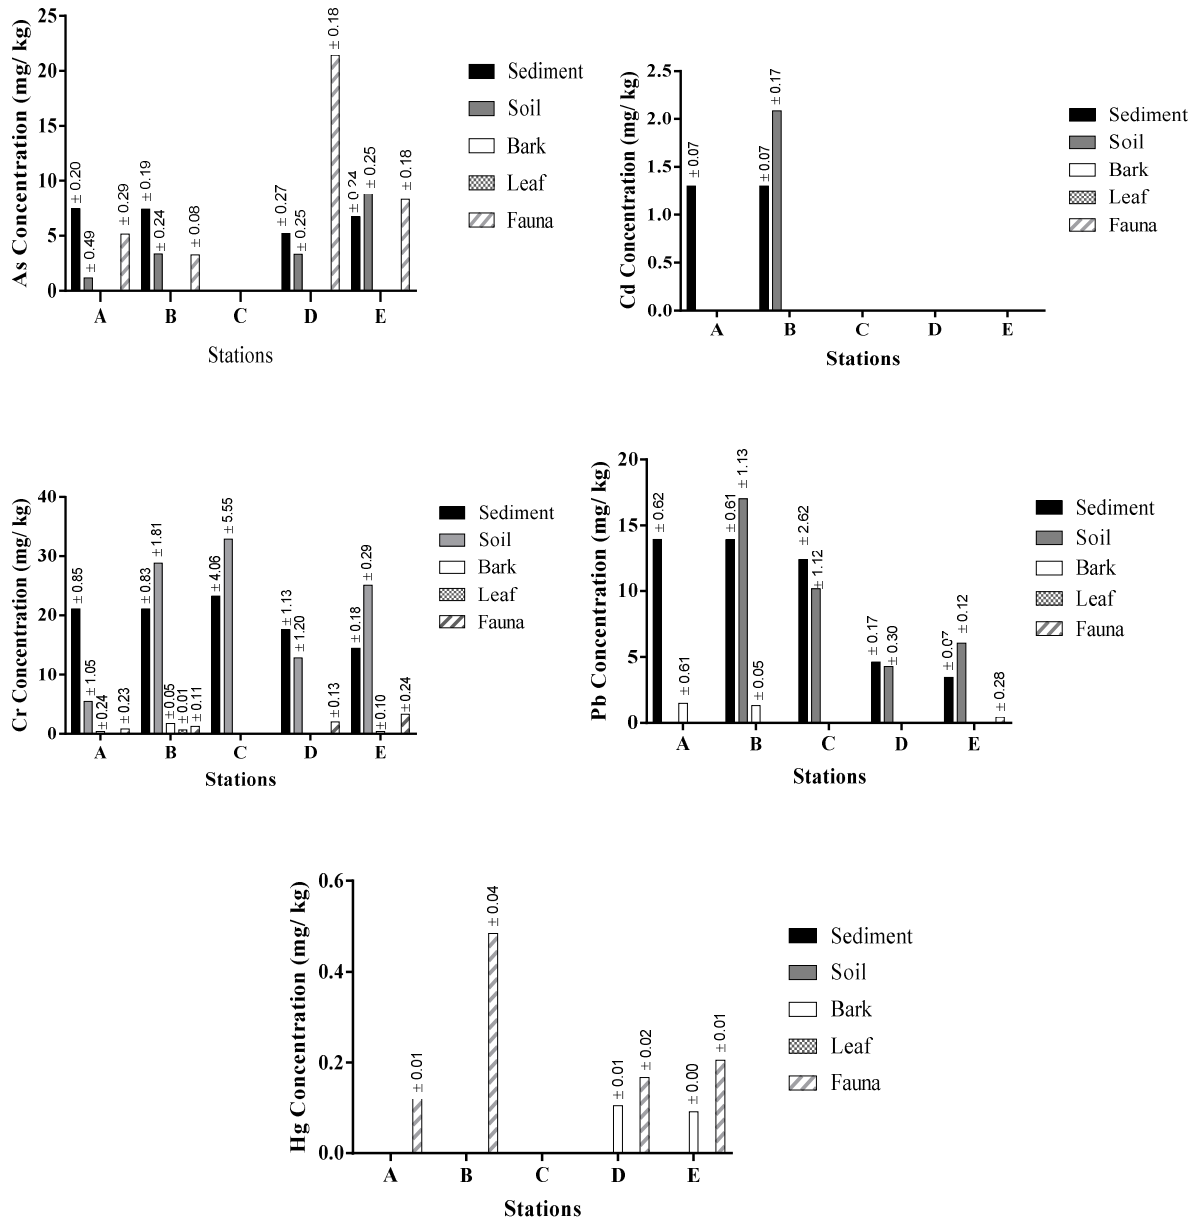 As Concentration (mg/ kg)
25
20
15
10
5
0
± 0.20
± 0.49
± 0.29
± 0.19
± 0.24
± 0.08
± 0.27
± 0.25
± 0.18
± 0.24
± 0.25
± 0.18
A B C D E
Stations
Sediment
Soil
Bark
Leaf
Fauna
Cd Concentration (mg/ kg)
2.5
2.0
1.5
1.0
0.5
0.0
± 0.07
± 0.07
± 0.17
A B C D E
Stations
Sediment
Soil
Bark
Leaf
Fauna
Cr Concentration (mg/ kg)
40
30
20
10
0
± 0.85
± 1.05
± 0.24
± 0.23
± 0.83
± 1.81
± 0.05
± 0.01
± 0.11
± 4.06
± 5.55
± 1.13
± 1.20
± 0.13
± 0.18
± 0.29
± 0.10
± 0.24
A B C D E
Stations
Sediment
Soil
Bark
Leaf
Fauna
Pb Concentration (mg/ kg)
20
15
10
5
0
± 0.62
± 0.61
± 0.61
± 1.13
± 0.05
± 2.62
± 1.12
± 0.17
± 0.30
± 0.07
± 0.12
± 0.28
A B C D E
Stations
Sediment
Soil
Bark
Leaf
Fauna
Hg Concentration (mg/ kg)
0.6
0.4
0.2
0.0
± 0.01
± 0.04
± 0.01
± 0.02
± 0.00
± 0.01
A B C D E
Stations
Sediment
Soil
Bark
Leaf
Fauna